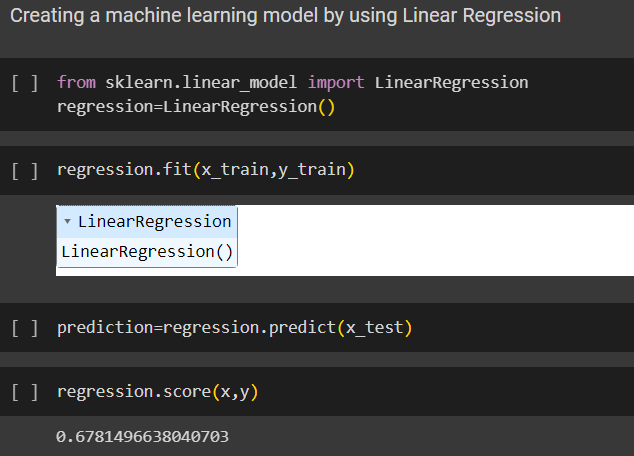 Creating a machine learning model by using Linear Regression
[ ] from sklearn.linear_model import LinearRegression
regression=LinearRegression()
[ ] regression.fit(x_train,y_train)
▾ LinearRegression
LinearRegression()
[ ] prediction=regression.predict(x_test)
[ ] regression.score(x,y)
0.6781496638040703